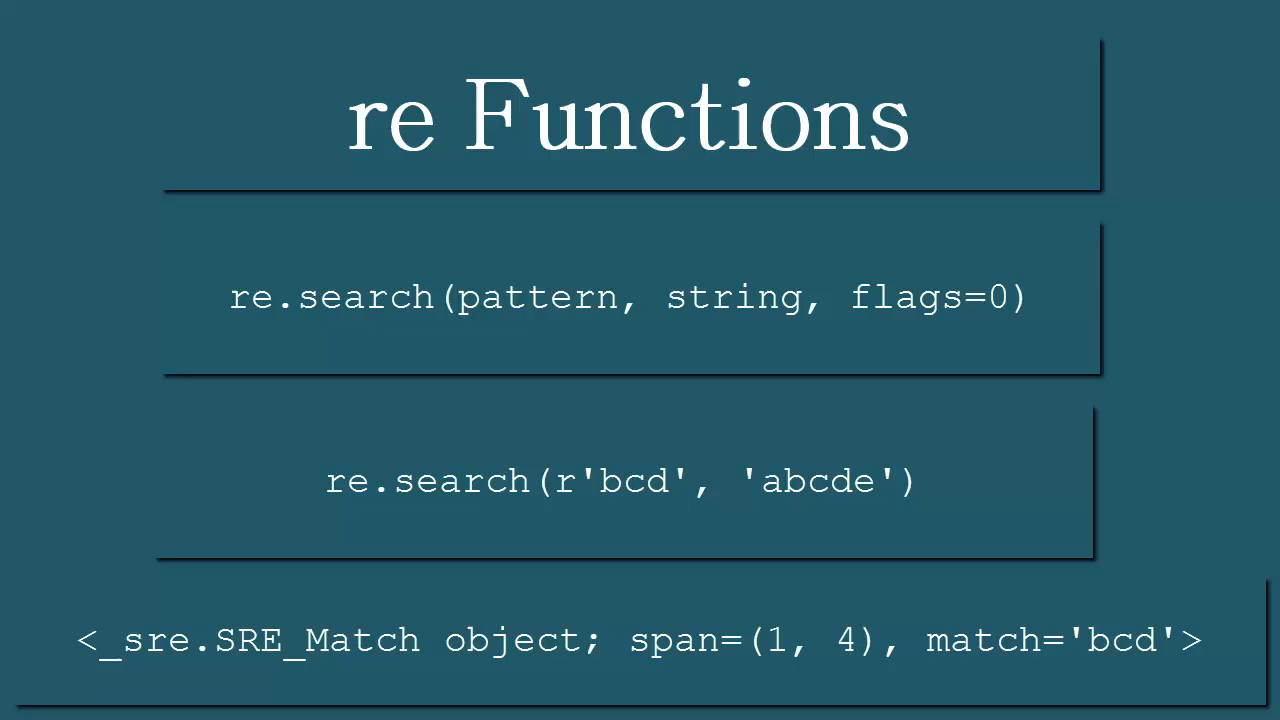 re Functions
re.search(pattern, string, flags=0)
re.search(r'bcd', 'abcde')
<_sre.SRE_Match object; span=(1, 4), match='bcd'>